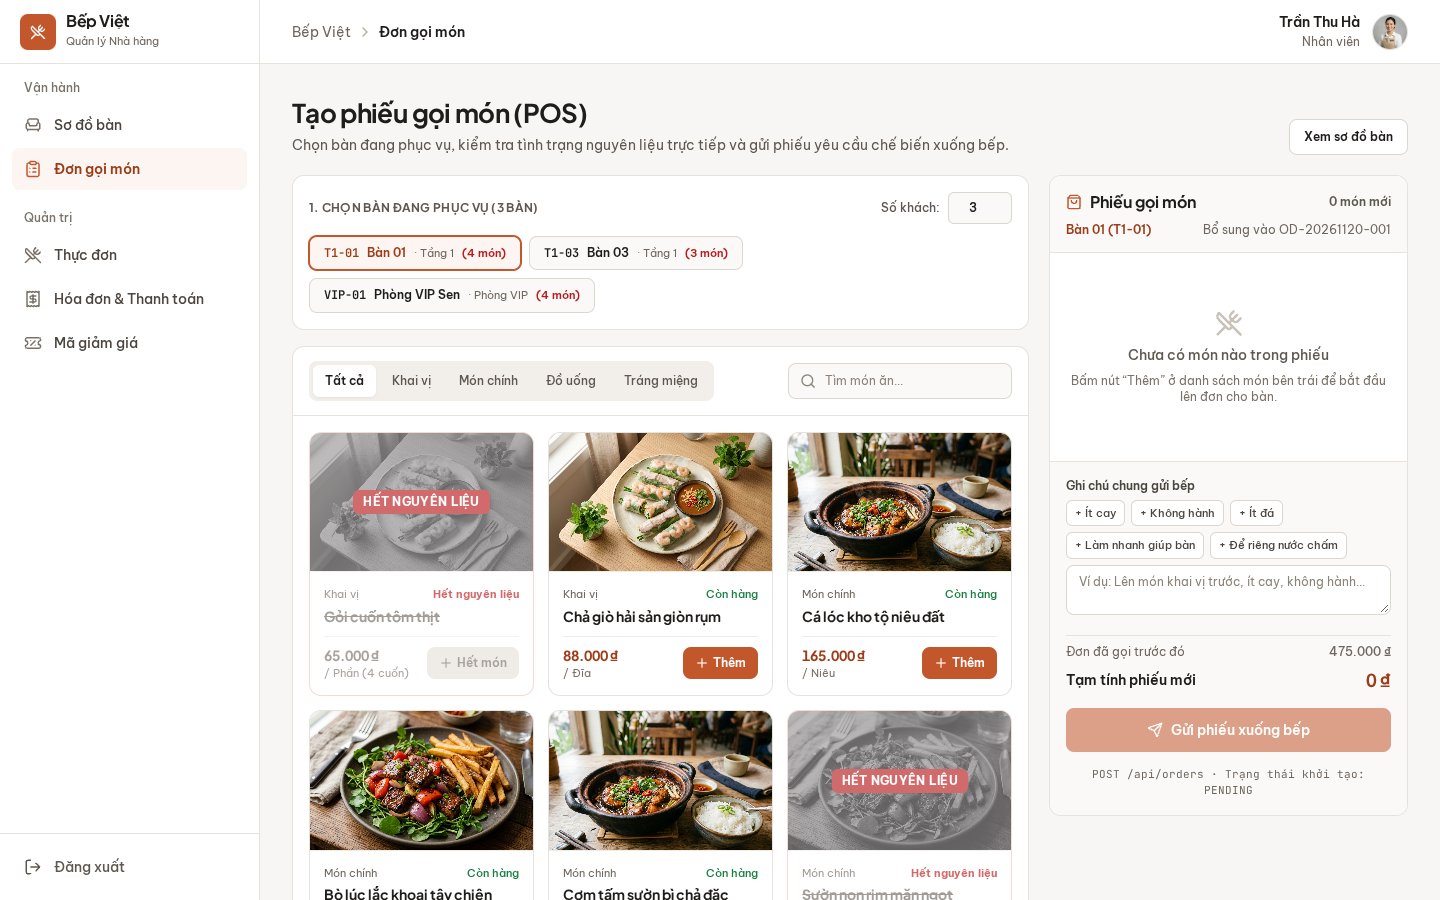 Bếp Việt
Quản lý Nhà hàng
Bếp Việt > Đơn gọi món
Trần Thu Hà
Nhân viên
Vận hành
Sơ đồ bàn
Đơn gọi món
Quản trị
Thực đơn
Hóa đơn & Thanh toán
Mã giảm giá
Đăng xuất
Tạo phiếu gọi món (POS)
Chọn bàn đang phục vụ, kiểm tra tình trạng nguyên liệu trực tiếp và gửi phiếu yêu cầu chế biến xuống bếp.
Xem sơ đồ bàn
1. CHỌN BÀN ĐANG PHỤC VỤ (3 BÀN)
Số khách: 3
T1-01 Bàn 01 · Tầng 1 (4 món)
T1-03 Bàn 03 · Tầng 1 (3 món)
VIP-01 Phòng VIP Sen · Phòng VIP (4 món)
Tất cả Khai vị Món chính Đồ uống Tráng miệng
Tìm món ăn...
HẾT NGUYÊN LIỆU
Khai vị Hết nguyên liệu
Gỏi cuốn tôm thịt
65.000 ₫
/ Phần (4 cuốn)
+ Hết món
Khai vị Còn hàng
Chả giò hải sản giòn rụm
88.000 ₫
/ Đĩa
+ Thêm
Món chính Còn hàng
Cá lóc kho tộ niêu đất
165.000 ₫
/ Niêu
+ Thêm
Món chính Còn hàng
Bò lúc lắc khoai tây chiên
Món chính Còn hàng
Cơm tấm sườn bì chả đặc
HẾT NGUYÊN LIỆU
Món chính Hết nguyên liệu
Sườn non rim mặn ngọt
Phiếu gọi món
0 món mới
Bàn 01 (T1-01)
Bổ sung vào OD-20261120-001
Chưa có món nào trong phiếu
Bấm nút “Thêm” ở danh sách món bên trái để bắt đầu
lên đơn cho bàn.
Ghi chú chung gửi bếp
+ Ít cay + Không hành + Ít đá
+ Làm nhanh giúp bàn + Để riêng nước chấm
Ví dụ: Lên món khai vị trước, ít cay, không hành...
Đơn đã gọi trước đó 475.000 ₫
Tạm tính phiếu mới 0 ₫
Gửi phiếu xuống bếp
POST /api/orders · Trạng thái khởi tạo:
PENDING